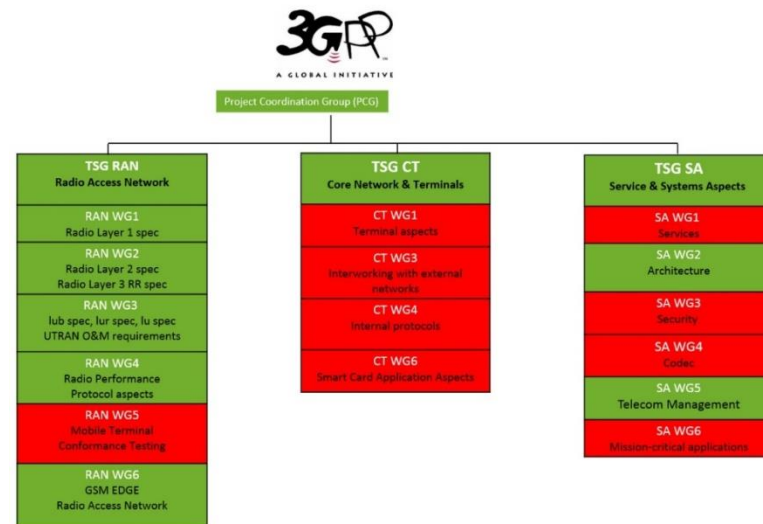 3GPP
A GLOBAL INITIATIVE
Project Coordination Group (PCG)
TSG RAN
Radio Access Network
RAN WG1
Radio Layer 1 spec
RAN WG2
Radio Layer 2 spec
Radio Layer 3 RR spec
RAN WG3
lub spec, lur spec, lu spec
UTRAN O&M requirements
RAN WG4
Radio Performance
Protocol aspects
RAN WG5
Mobile Terminal
Conformance Testing
RAN WG6
GSM EDGE
Radio Access Network
TSG CT
Core Network & Terminals
CT WG1
Terminal aspects
CT WG3
Interworking with external
networks
CT WG4
Internal protocols
CT WG6
Smart Card Application Aspects
TSG SA
Service & Systems Aspects
SA WG1
Services
SA WG2
Architecture
SA WG3
Security
SA WG4
Codec
SA WG5
Telecom Management
SA WG6
Mission-critical applications